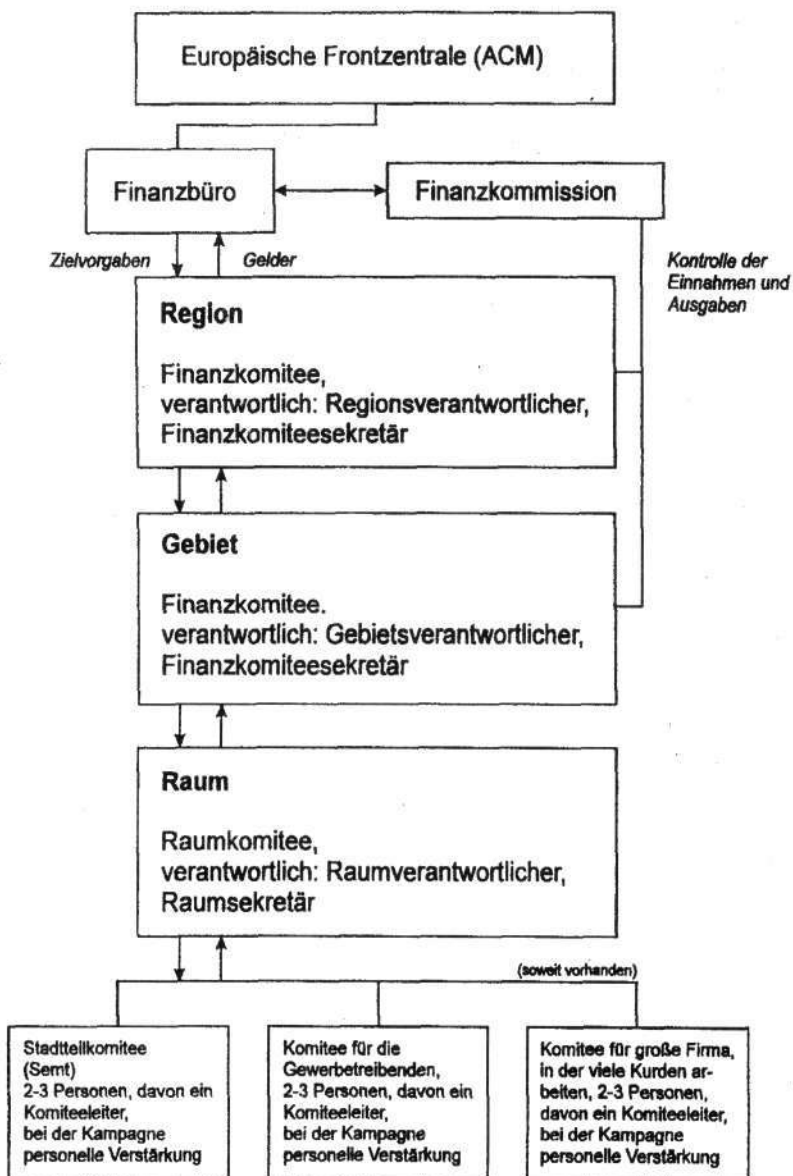 Europäische Frontzentrale (ACM)
Finanzbüro
Finanzkommission
Zielvorgaben
Gelder
Kontrolle der
Einnahmen und
Ausgaben
Region
Finanzkomitee,
verantwortlich: Regionsverantwortlicher,
Finanzkomiteesekretär
Gebiet
Finanzkomitee.
verantwortlich: Gebietsverantwortlicher,
Finanzkomiteesekretär
Raum
Raumkomitee,
verantwortlich: Raumverantwortlicher,
Raumsekretär
(soweit vorhanden)
Stadtteilkomitee
(Semt)
2-3 Personen, davon ein
Komiteeleiter,
bei der Kampagne
personelle Verstärkung
Komitee für die
Gewerbetreibenden,
2-3 Personen, davon ein
Komiteeleiter,
bei der Kampagne
personelle Verstärkung
Komitee für große Firma,
in der viele Kurden ar-
beiten, 2-3 Personen,
davon ein Komiteeleiter,
bei der Kampagne
personelle Verstärkung